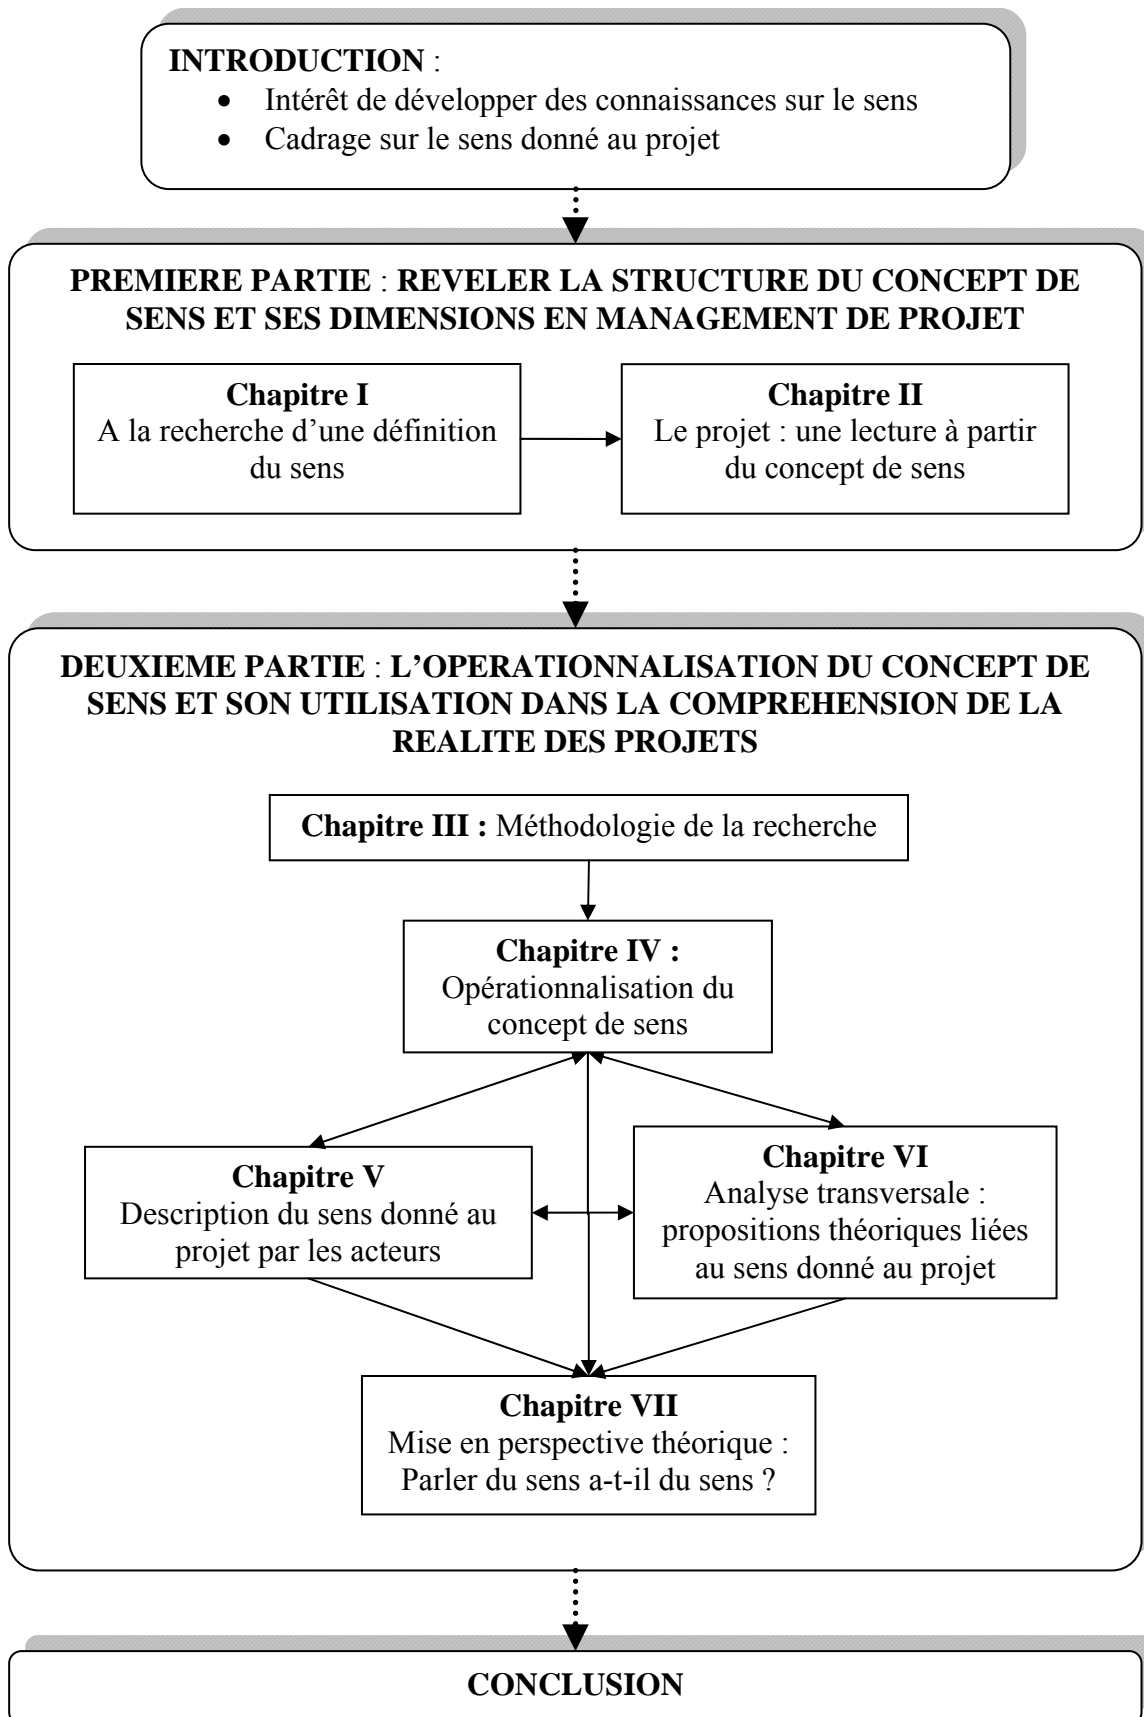 INTRODUCTION :
• Intérêt de développer des connaissances sur le sens
• Cadrage sur le sens donné au projet
PREMIERE PARTIE : REVELER LA STRUCTURE DU CONCEPT DE
SENS ET SES DIMENSIONS EN MANAGEMENT DE PROJET
Chapitre I
A la recherche d’une définition
du sens
Chapitre II
Le projet : une lecture à partir
du concept de sens
DEUXIEME PARTIE : L’OPERATIONNALISATION DU CONCEPT DE
SENS ET SON UTILISATION DANS LA COMPREHENSION DE LA
REALITE DES PROJETS
Chapitre III : Méthodologie de la recherche
Chapitre IV :
Opérationnalisation du
concept de sens
Chapitre V
Description du sens donné au
projet par les acteurs
Chapitre VI
Analyse transversale :
propositions théoriques liées
au sens donné au projet
Chapitre VII
Mise en perspective théorique :
Parler du sens a-t-il du sens ?
CONCLUSION